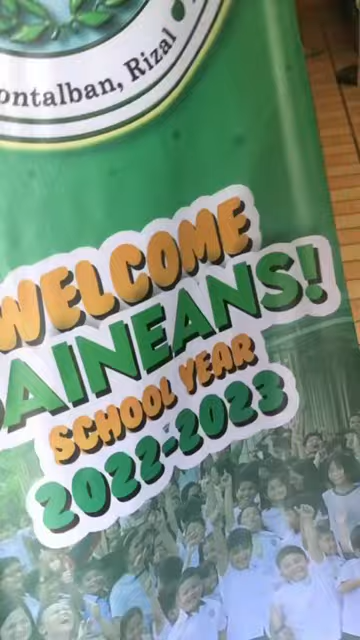 ontalban, Rizal
WELCOME
AINEANS!
SCHOOL YEAR
2022-2023